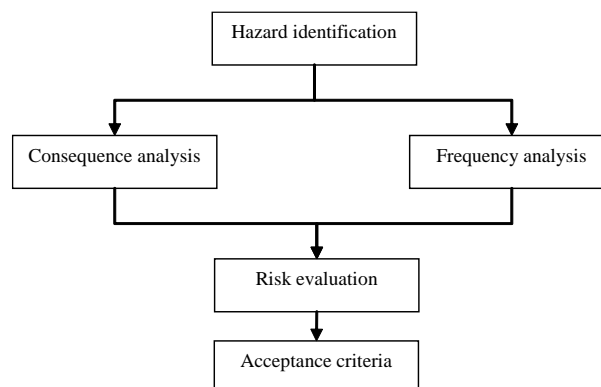 Hazard identification
Consequence analysis
Frequency analysis
Risk evaluation
Acceptance criteria